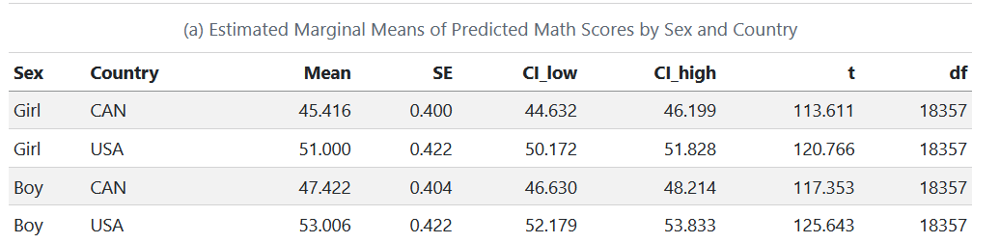 (a) Estimated Marginal Means of Predicted Math Scores by Sex and Country
Sex Country Mean SE CI_low CI_high t df
Girl CAN 45.416 0.400 44.632 46.199 113.611 18357
Girl USA 51.000 0.422 50.172 51.828 120.766 18357
Boy CAN 47.422 0.404 46.630 48.214 117.353 18357
Boy USA 53.006 0.422 52.179 53.833 125.643 18357